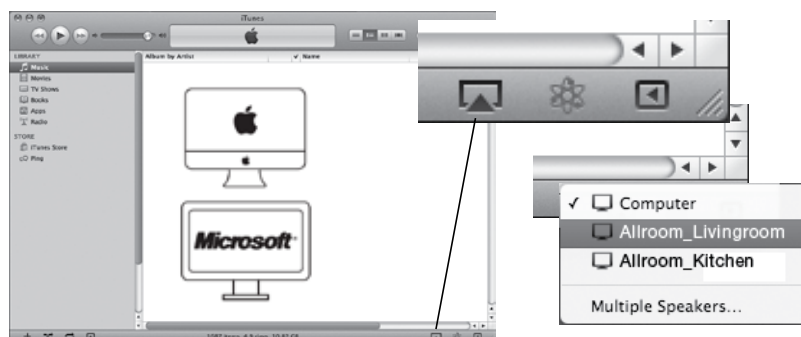 iTunes
LIBRARY
Music
Movies
TV Shows
Books
Apps
Radio
STORE
iTunes Store
Ping
Album by Artist
✓ Name
Microsoft
Computer
Allroom_Livingroom
Allroom_Kitchen
Multiple Speakers...